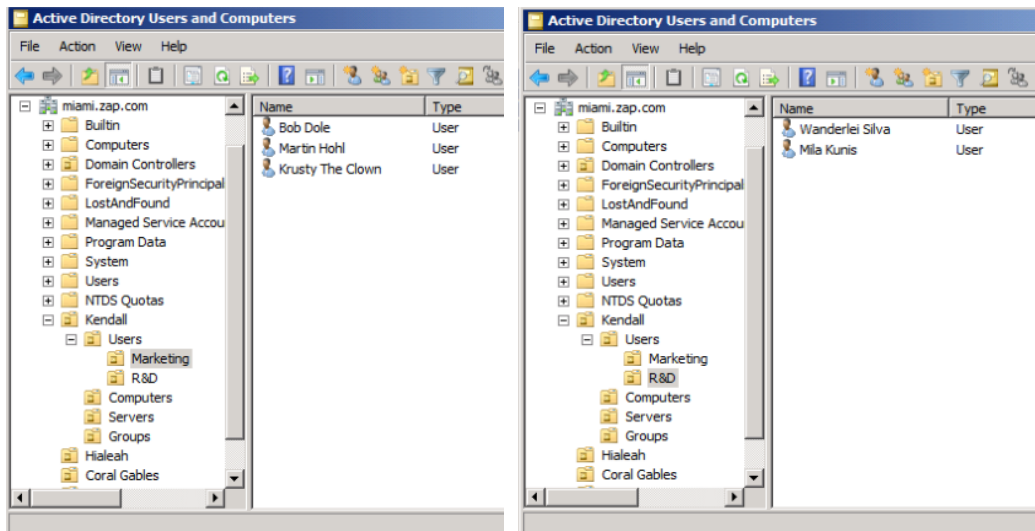 Active Directory Users and Computers
File Action View Help
miami.zap.com
Builtin
Computers
Domain Controllers
ForeignSecurityPrincipal
LostAndFound
Managed Service Accou
Program Data
System
Users
NTDS Quotas
Kendall
Users
Marketing
R&D
Computers
Servers
Groups
Hialeah
Coral Gables
Name Type
Bob Dole User
Martin Hohl User
Krusty The Clown User
Active Directory Users and Computers
File Action View Help
miami.zap.com
Builtin
Computers
Domain Controllers
ForeignSecurityPrincipal
LostAndFound
Managed Service Accou
Program Data
System
Users
NTDS Quotas
Kendall
Users
Marketing
R&D
Computers
Servers
Groups
Hialeah
Coral Gables
Name Type
Wanderlei Silva User
Mila Kunis User